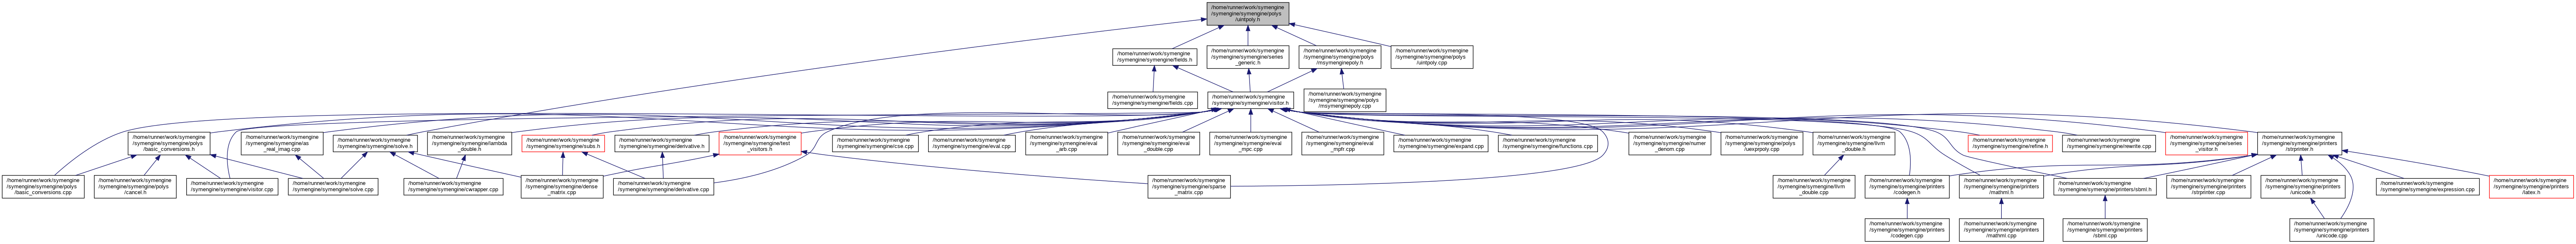 /home/runner/work/symengine
/symengine/symengine/polys
/uintpoly.h
/home/runner/work/symengine
/symengine/symengine/fields.h
/home/runner/work/symengine
/symengine/symengine/series
_generic.h
/home/runner/work/symengine
/symengine/symengine/polys
/msymenginepoly.h
/home/runner/work/symengine
/symengine/symengine/polys
/uintpoly.cpp
/home/runner/work/symengine
/symengine/symengine/fields.cpp
/home/runner/work/symengine
/symengine/symengine/visitor.h
/home/runner/work/symengine
/symengine/symengine/polys
/msymenginepoly.cpp
/home/runner/work/symengine
/symengine/symengine/polys
/basic_conversions.h
/home/runner/work/symengine
/symengine/symengine/as
_real_imag.cpp
/home/runner/work/symengine
/symengine/symengine/solve.h
/home/runner/work/symengine
/symengine/symengine/lambda
_double.h
/home/runner/work/symengine
/symengine/symengine/subs.h
/home/runner/work/symengine
/symengine/symengine/derivative.h
/home/runner/work/symengine
/symengine/symengine/test
_visitors.h
/home/runner/work/symengine
/symengine/symengine/cse.cpp
/home/runner/work/symengine
/symengine/symengine/eval.cpp
/home/runner/work/symengine
/symengine/symengine/eval
_arb.cpp
/home/runner/work/symengine
/symengine/symengine/eval
_double.cpp
/home/runner/work/symengine
/symengine/symengine/eval
_mpc.cpp
/home/runner/work/symengine
/symengine/symengine/eval
_mpfr.cpp
/home/runner/work/symengine
/symengine/symengine/expand.cpp
/home/runner/work/symengine
/symengine/symengine/functions.cpp
/home/runner/work/symengine
/symengine/symengine/numer
_denom.cpp
/home/runner/work/symengine
/symengine/symengine/polys
/uexprpoly.cpp
/home/runner/work/symengine
/symengine/symengine/llvm
_double.h
/home/runner/work/symengine
/symengine/symengine/refine.h
/home/runner/work/symengine
/symengine/symengine/rewrite.cpp
/home/runner/work/symengine
/symengine/symengine/series
_visitor.h
/home/runner/work/symengine
/symengine/symengine/printers
/strprinter.h
/home/runner/work/symengine
/symengine/symengine/polys
/basic_conversions.cpp
/home/runner/work/symengine
/symengine/symengine/polys
/cancel.h
/home/runner/work/symengine
/symengine/symengine/visitor.cpp
/home/runner/work/symengine
/symengine/symengine/solve.cpp
/home/runner/work/symengine
/symengine/symengine/cwrapper.cpp
/home/runner/work/symengine
/symengine/symengine/dense
_matrix.cpp
/home/runner/work/symengine
/symengine/symengine/derivative.cpp
/home/runner/work/symengine
/symengine/symengine/sparse
_matrix.cpp
/home/runner/work/symengine
/symengine/symengine/llvm
_double.cpp
/home/runner/work/symengine
/symengine/symengine/printers
/codegen.h
/home/runner/work/symengine
/symengine/symengine/printers
/mathml.h
/home/runner/work/symengine
/symengine/symengine/printers/sbml.h
/home/runner/work/symengine
/symengine/symengine/printers
/strprinter.cpp
/home/runner/work/symengine
/symengine/symengine/printers
/unicode.h
/home/runner/work/symengine
/symengine/symengine/expression.cpp
/home/runner/work/symengine
/symengine/symengine/printers
/latex.h
/home/runner/work/symengine
/symengine/symengine/printers
/codegen.cpp
/home/runner/work/symengine
/symengine/symengine/printers
/mathml.cpp
/home/runner/work/symengine
/symengine/symengine/printers
/sbml.cpp
/home/runner/work/symengine
/symengine/symengine/printers
/unicode.cpp